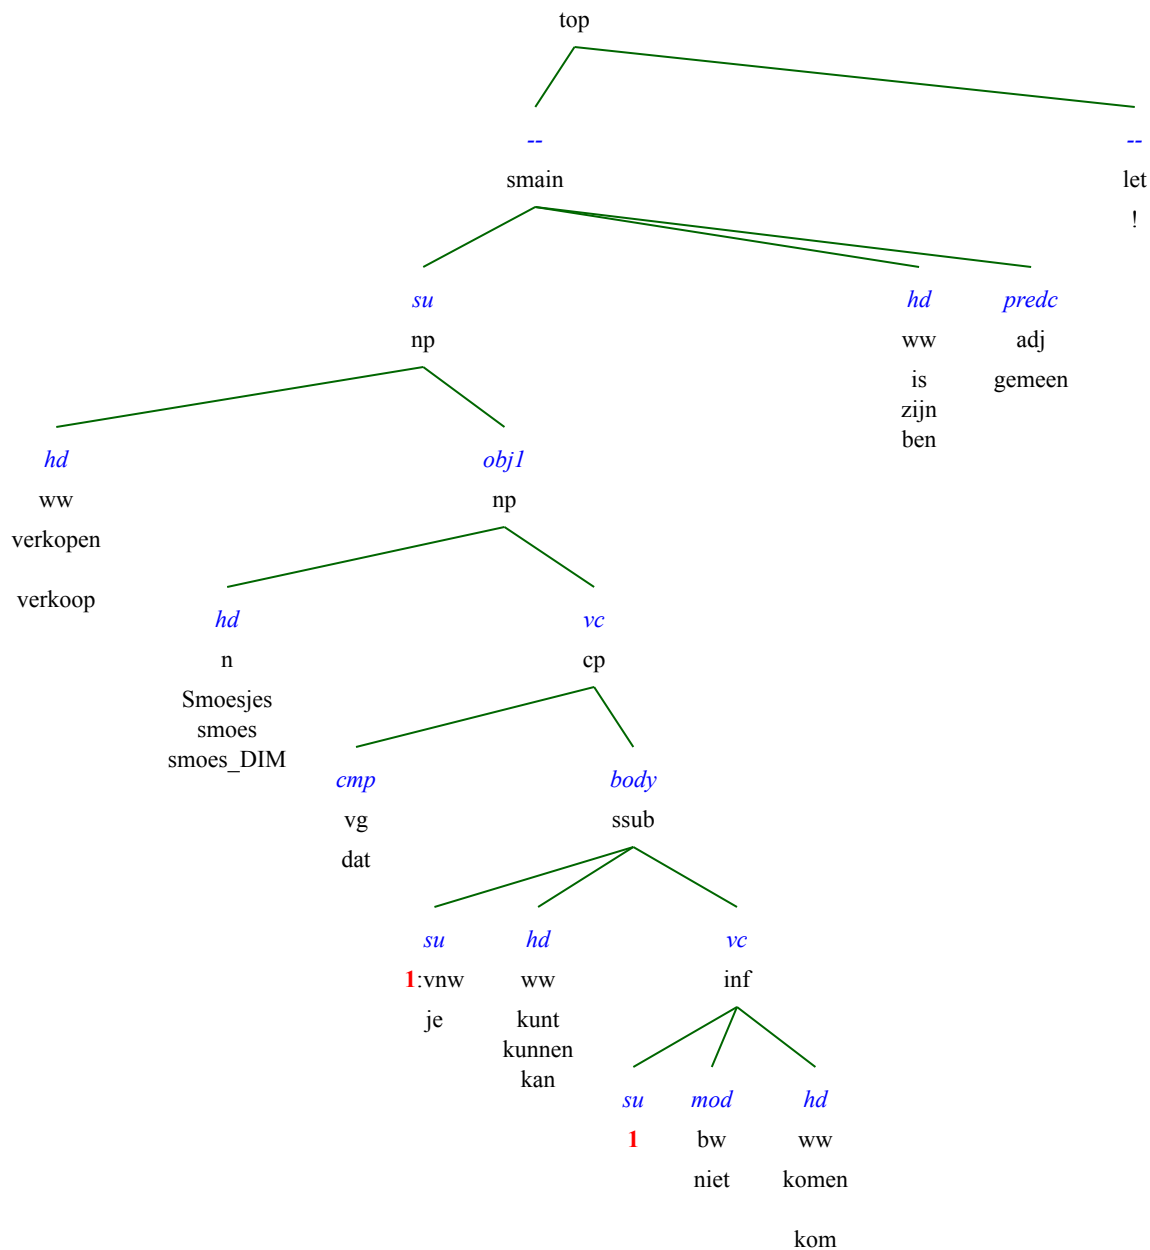 top
-- --
smain let
!
su hd predc
np ww adj
is gemeen
zijn
ben
hd obj1
ww np
verkopen
verkoop
hd vc
n cp
Smoesjes
smoes
smoes_DIM
cmp body
vg ssub
dat
su hd vc
1:vnw ww inf
je kunt
kunnen
kan
su mod hd
1 bw ww
niet komen
kom